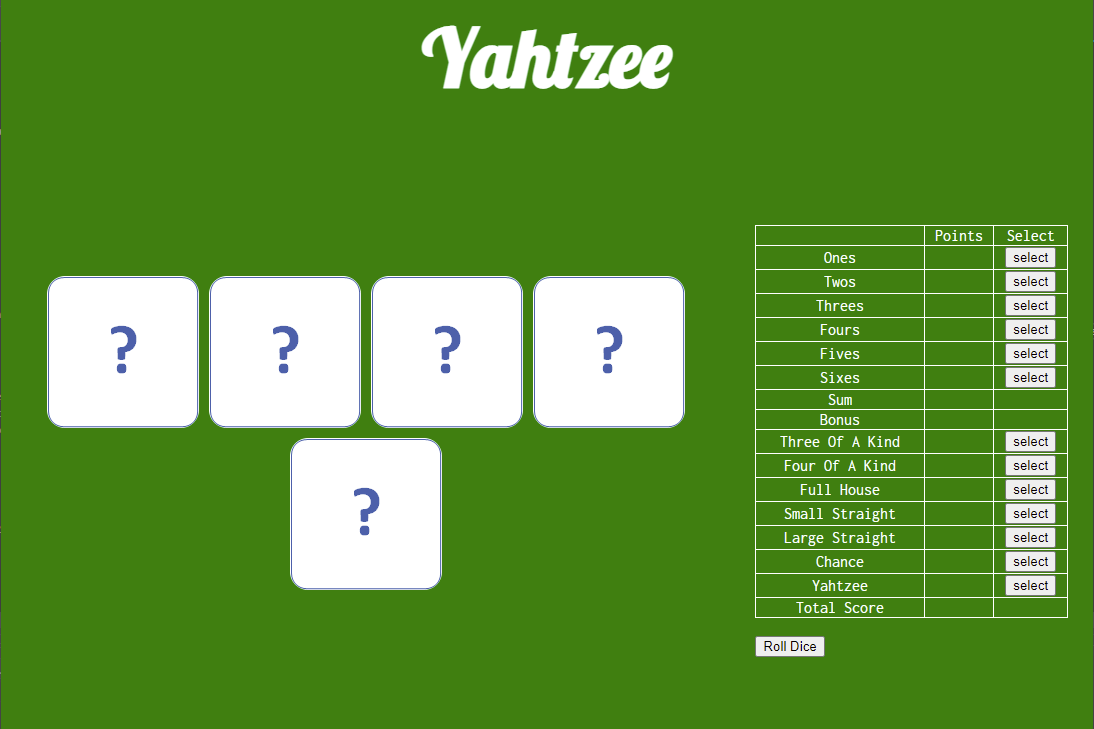 Yahtzee
? ? ? ?
?
Points Select
Ones select
Twos select
Threes select
Fours select
Fives select
Sixes select
Sum
Bonus
Three Of A Kind select
Four Of A Kind select
Full House select
Small Straight select
Large Straight select
Chance select
Yahtzee select
Total Score
Roll Dice